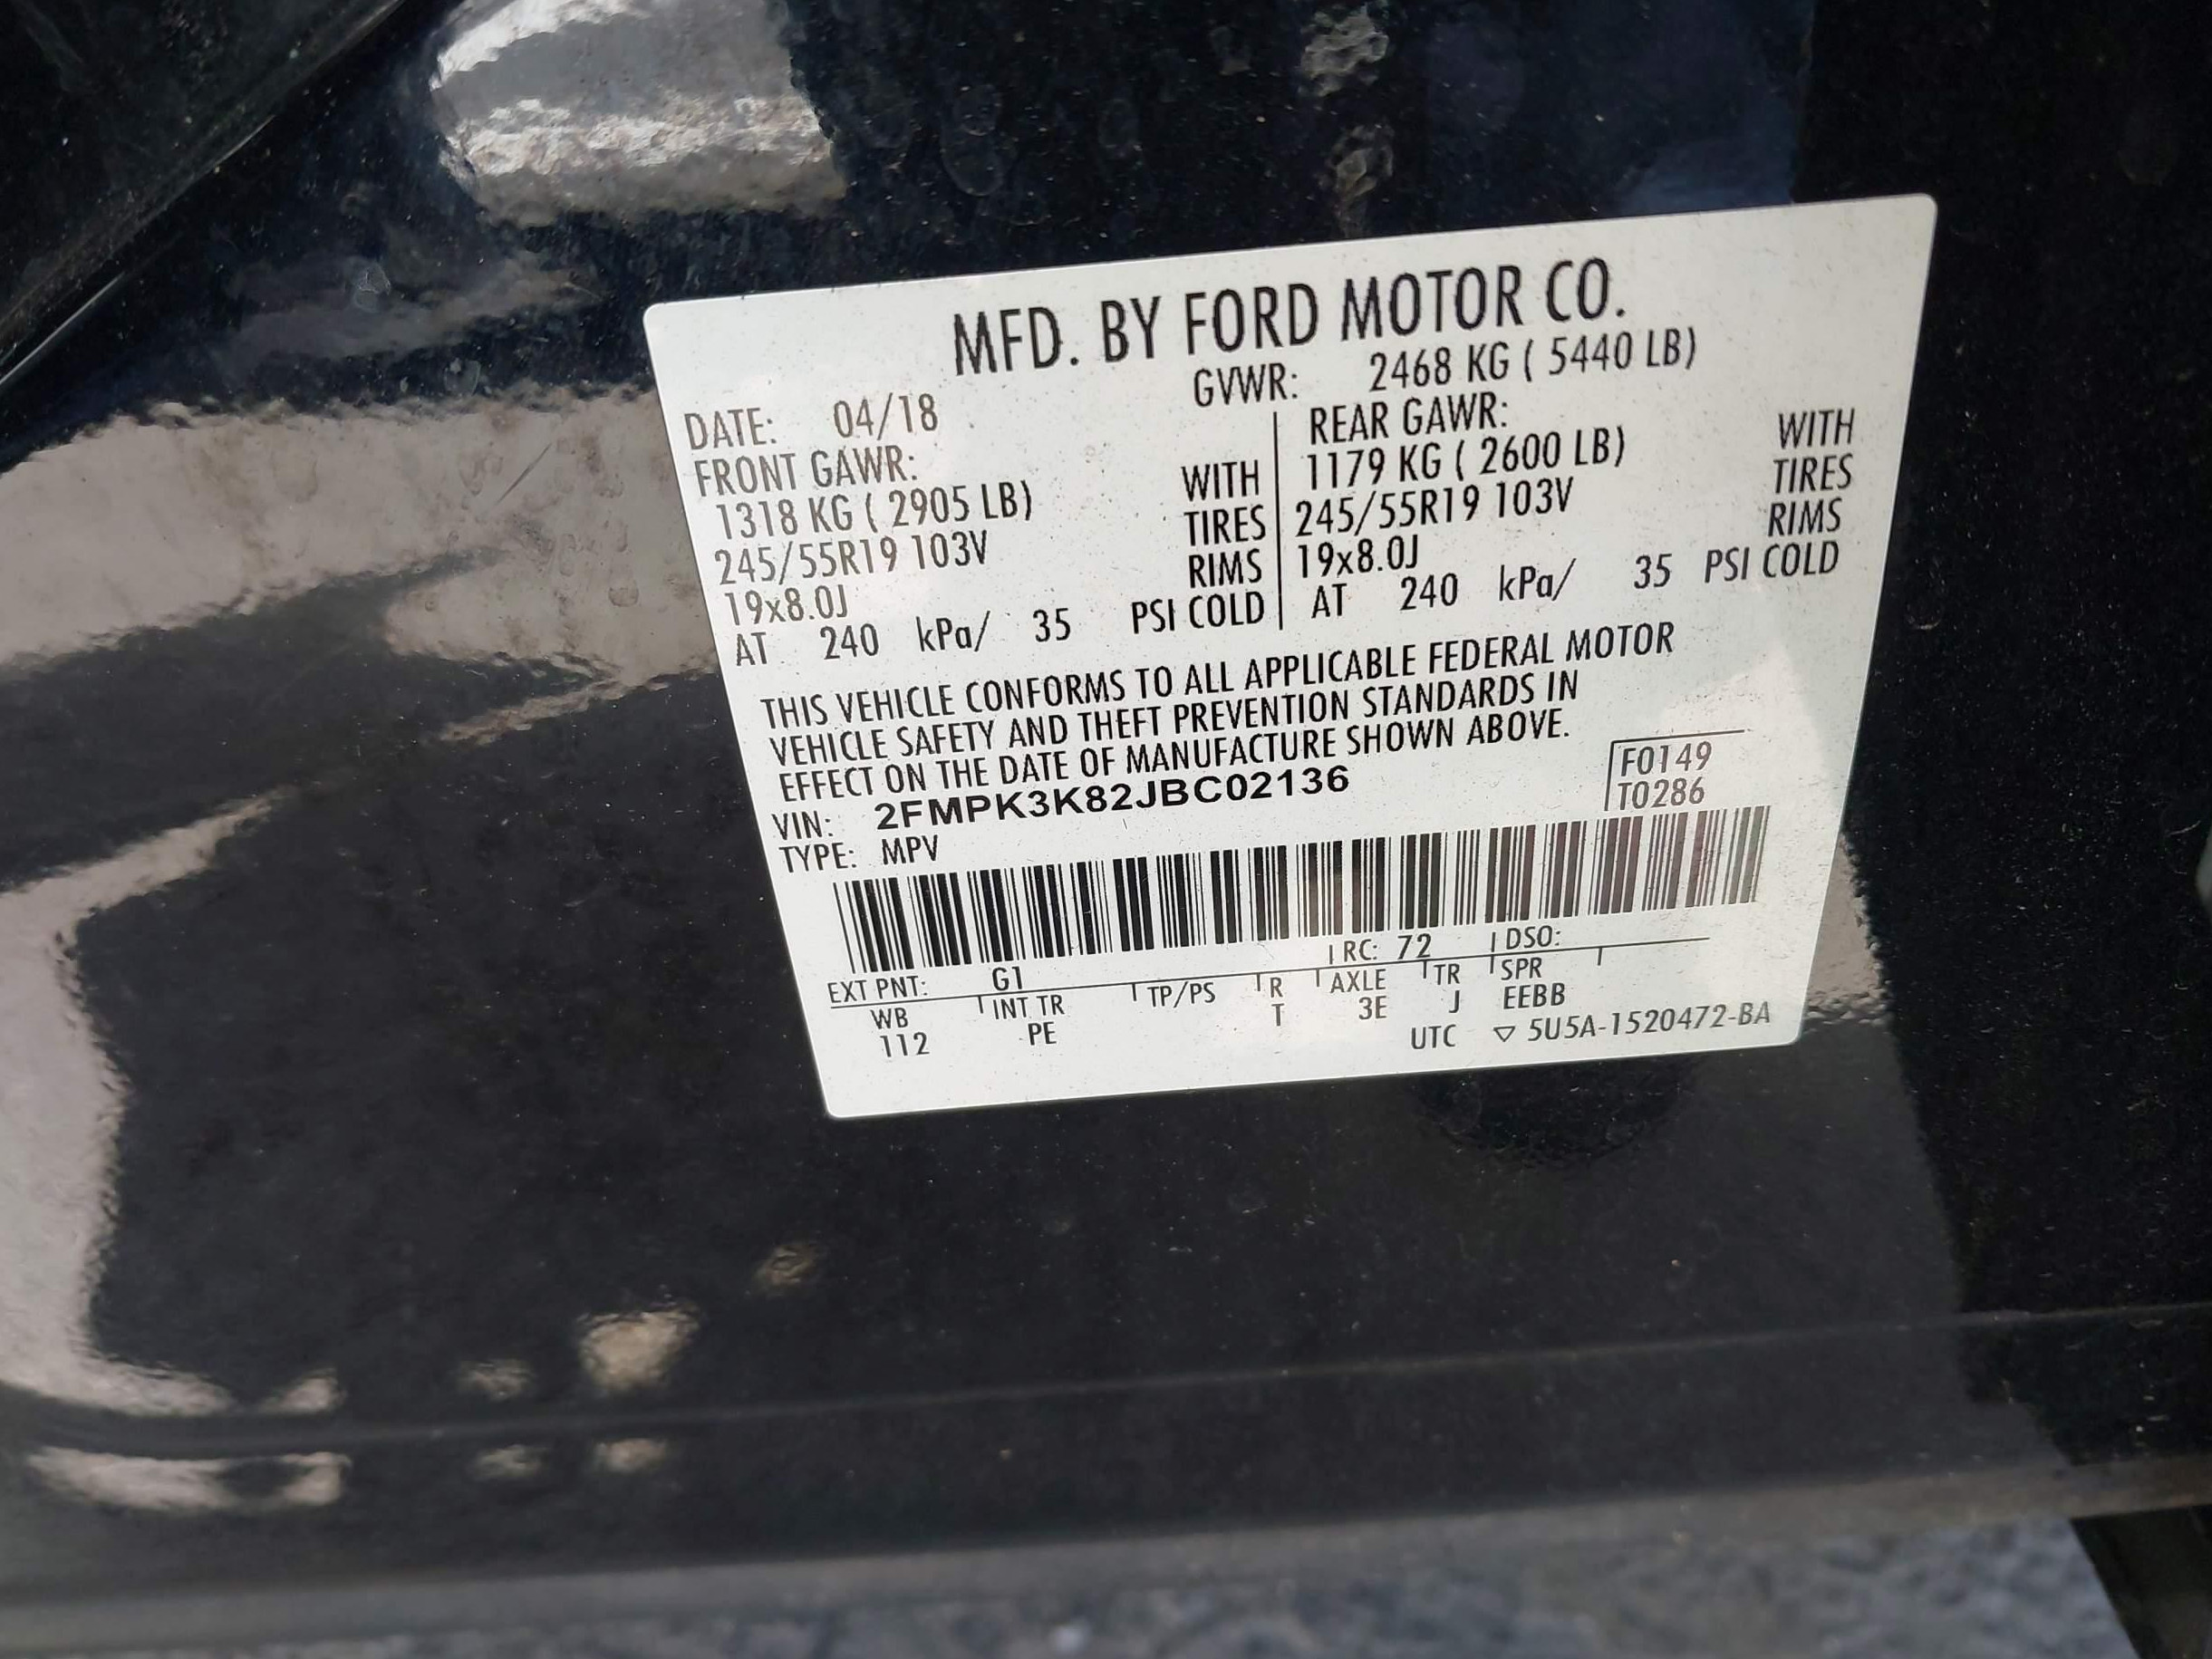 MFD. BY FORD MOTOR CO.
DATE: 04/18 GVWR: 2468 KG ( 5440 LB)
FRONT GAWR: REAR GAWR:
1318 KG ( 2905 LB) WITH 1179 KG ( 2600 LB) WITH
245/55R19 103V TIRES 245/55R19 103V TIRES
19x8.0J RIMS 19x8.0J RIMS
AT 240 kPa/ 35 PSI COLD AT 240 kPa/ 35 PSI COLD
THIS VEHICLE CONFORMS TO ALL APPLICABLE FEDERAL MOTOR
VEHICLE SAFETY AND THEFT PREVENTION STANDARDS IN
EFFECT ON THE DATE OF MANUFACTURE SHOWN ABOVE.
VIN: 2FMPK3K82JBC02136 F0149
TYPE: MPV T0286
EXT PNT: G1 RC: 72 DSO:
WB INT TR TP/PS R AXLE TR SPR
112 PE T 3E J EEBB
UTC ▽ 5U5A-1520472-BA